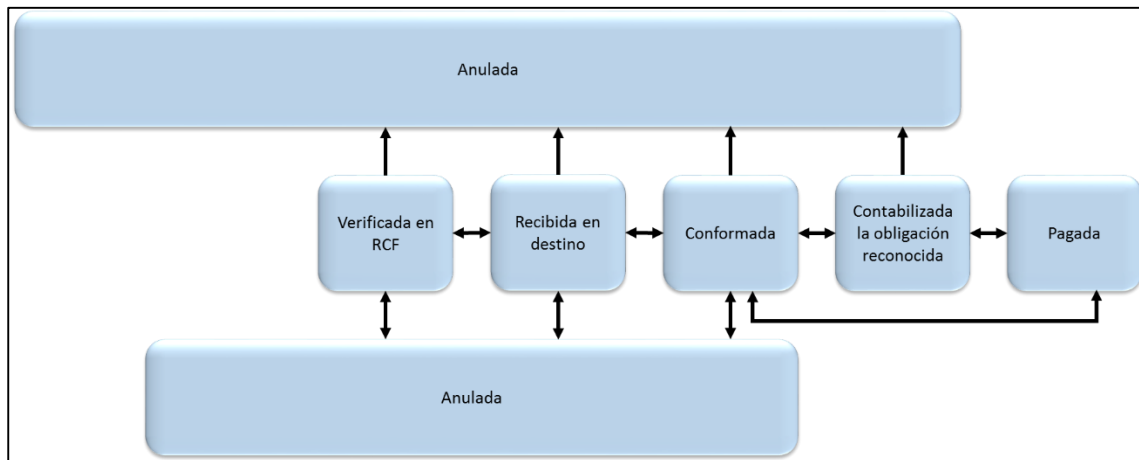 Anulada
Verificada en
RCF
Recibida en
destino
Conformada
Contabilizada
la obligación
reconocida
Pagada
Anulada